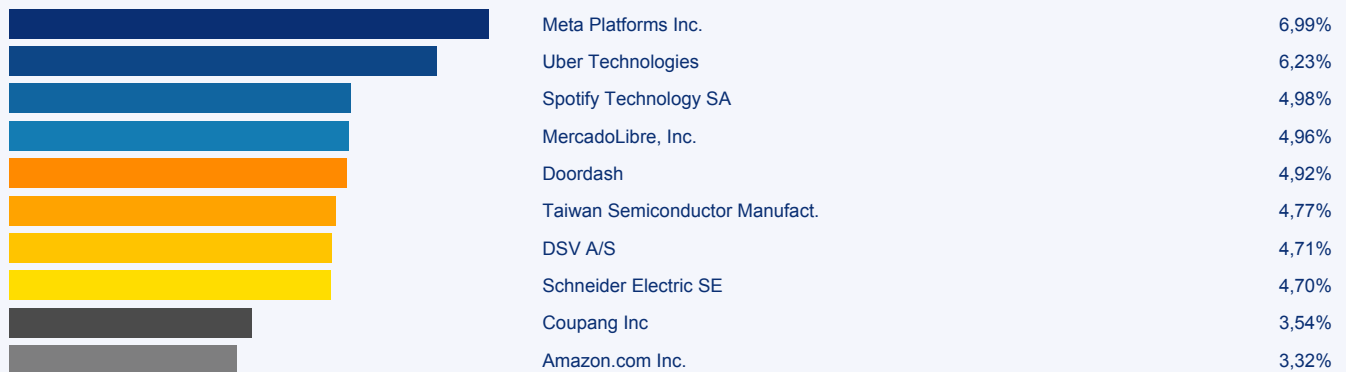 Meta Platforms Inc. 6,99%
Uber Technologies 6,23%
Spotify Technology SA 4,98%
MercadoLibre, Inc. 4,96%
Doordash 4,92%
Taiwan Semiconductor Manufact. 4,77%
DSV A/S 4,71%
Schneider Electric SE 4,70%
Coupang Inc 3,54%
Amazon.com Inc. 3,32%